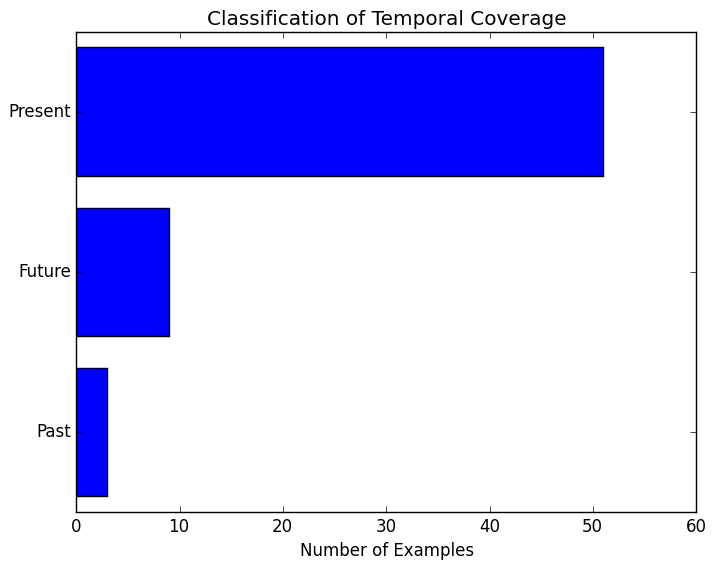 Classification of Temporal Coverage
Present
Future
Past
0 10 20 30 40 50 60
Number of Examples